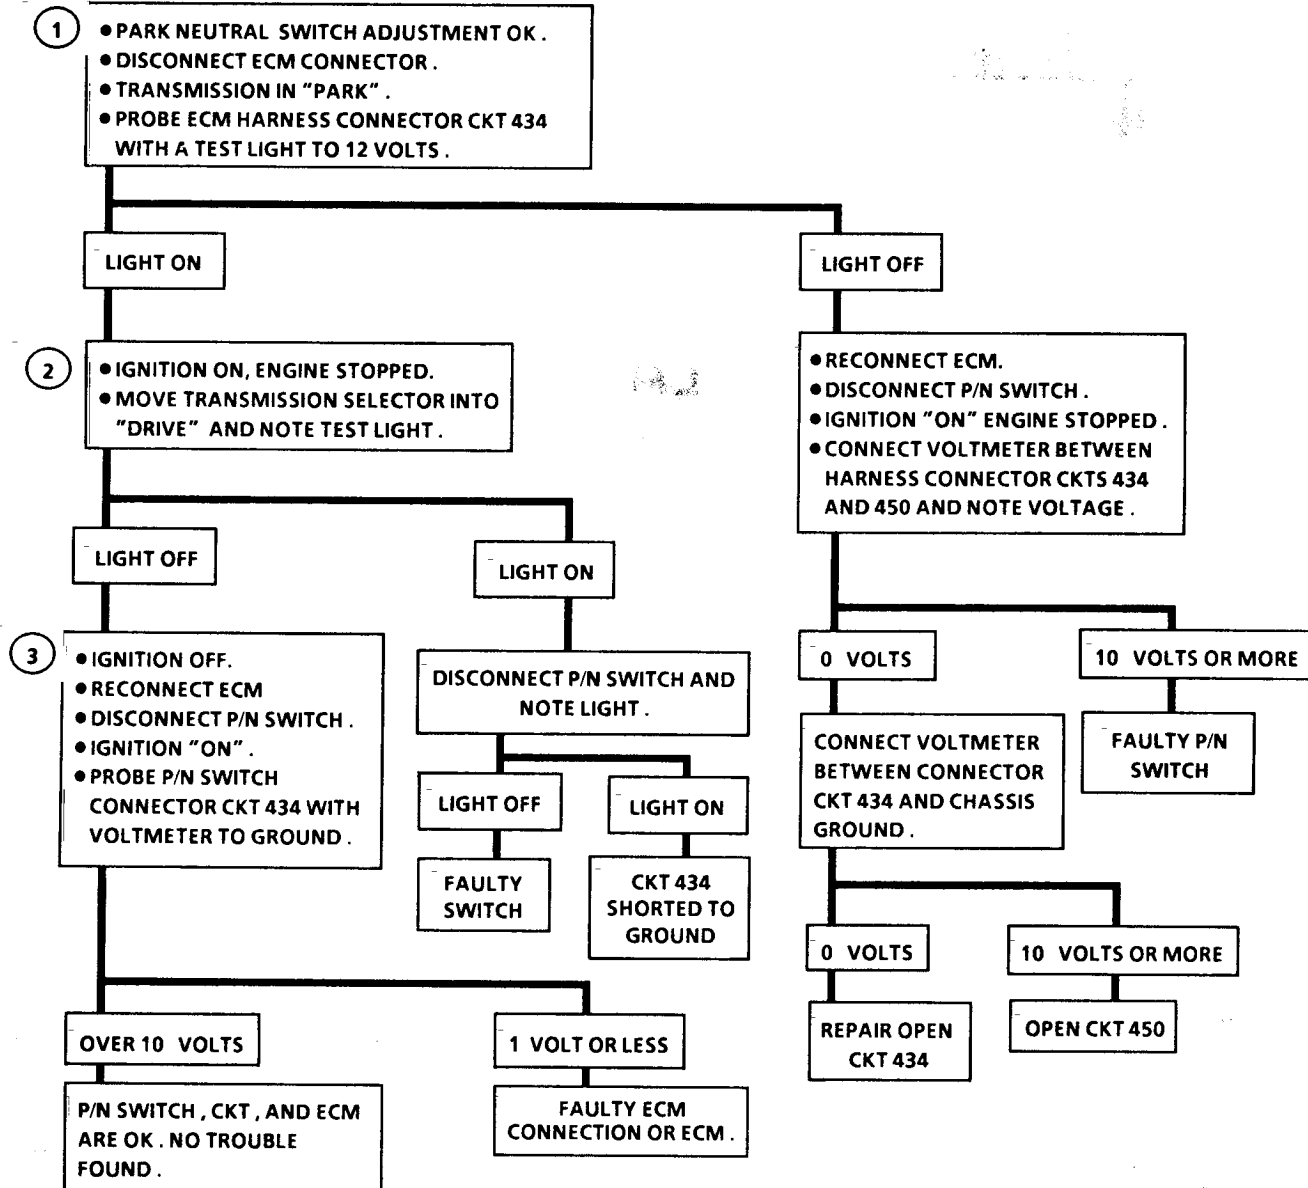 1
• PARK NEUTRAL SWITCH ADJUSTMENT OK .
• DISCONNECT ECM CONNECTOR .
• TRANSMISSION IN "PARK" .
• PROBE ECM HARNESS CONNECTOR CKT 434
WITH A TEST LIGHT TO 12 VOLTS .
LIGHT ON
LIGHT OFF
2
• IGNITION ON, ENGINE STOPPED.
• MOVE TRANSMISSION SELECTOR INTO
"DRIVE" AND NOTE TEST LIGHT .
• RECONNECT ECM.
• DISCONNECT P/N SWITCH .
• IGNITION "ON" ENGINE STOPPED .
• CONNECT VOLTMETER BETWEEN
HARNESS CONNECTOR CKTS 434
AND 450 AND NOTE VOLTAGE .
LIGHT OFF
LIGHT ON
3
• IGNITION OFF.
• RECONNECT ECM
• DISCONNECT P/N SWITCH .
• IGNITION "ON" .
• PROBE P/N SWITCH
CONNECTOR CKT 434 WITH
VOLTMETER TO GROUND .
DISCONNECT P/N SWITCH AND
NOTE LIGHT .
LIGHT OFF
LIGHT ON
FAULTY
SWITCH
CKT 434
SHORTED TO
GROUND
0 VOLTS
10 VOLTS OR MORE
CONNECT VOLTMETER
BETWEEN CONNECTOR
CKT 434 AND CHASSIS
GROUND .
FAULTY P/N
SWITCH
0 VOLTS
10 VOLTS OR MORE
REPAIR OPEN
CKT 434
OPEN CKT 450
OVER 10 VOLTS
1 VOLT OR LESS
P/N SWITCH , CKT , AND ECM
ARE OK . NO TROUBLE
FOUND .
FAULTY ECM
CONNECTION OR ECM .